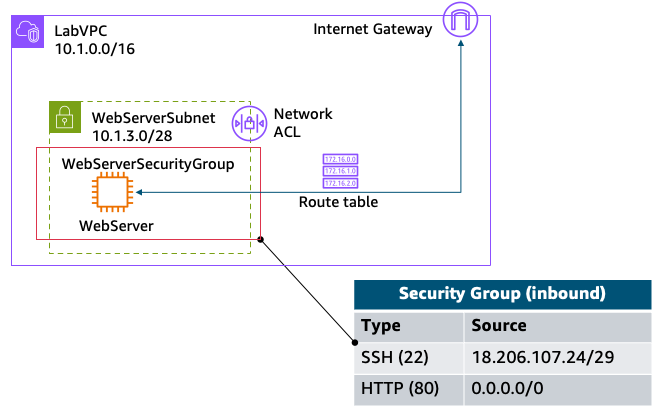 LabVPC
10.1.0.0/16
Internet Gateway
WebServerSubnet
10.1.3.0/28
Network
ACL
WebServerSecurityGroup
WebServer
172.16.0.0
172.16.1.0
172.16.2.0
Route table
Security Group (inbound)
Type Source
SSH (22) 18.206.107.24/29
HTTP (80) 0.0.0.0/0